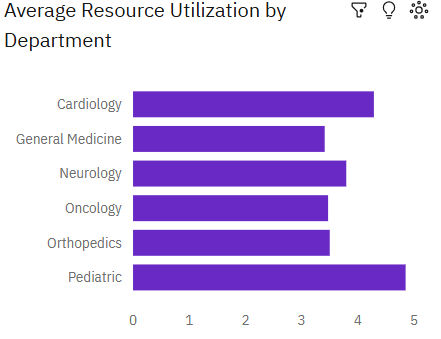 Average Resource Utilization by
Department
Cardiology
General Medicine
Neurology
Oncology
Orthopedics
Pediatric
0 1 2 3 4 5